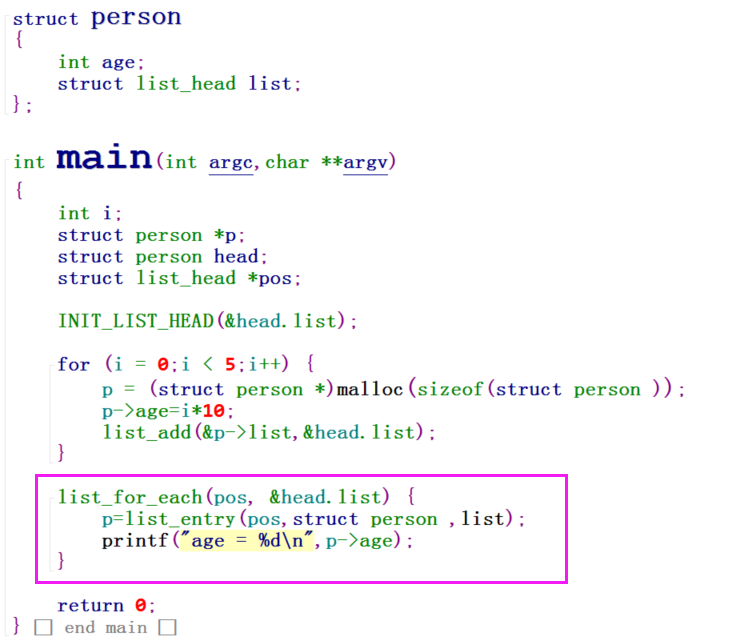 struct person
{
    int age;
    struct list_head list;
};
int main(int argc,char **argv)
{
    int i;
    struct person *p;
    struct person head;
    struct list_head *pos;
    INIT_LIST_HEAD(&head.list);
    for (i = 0;i < 5;i++) {
        p = (struct person *)malloc(sizeof(struct person ));
        p->age=i*10;
        list_add(&p->list,&head.list);
    }
    list_for_each(pos, &head.list) {
        p=list_entry(pos,struct person ,list);
        printf("age = %d\n",p->age);
    }
    return 0;
} □ end main □